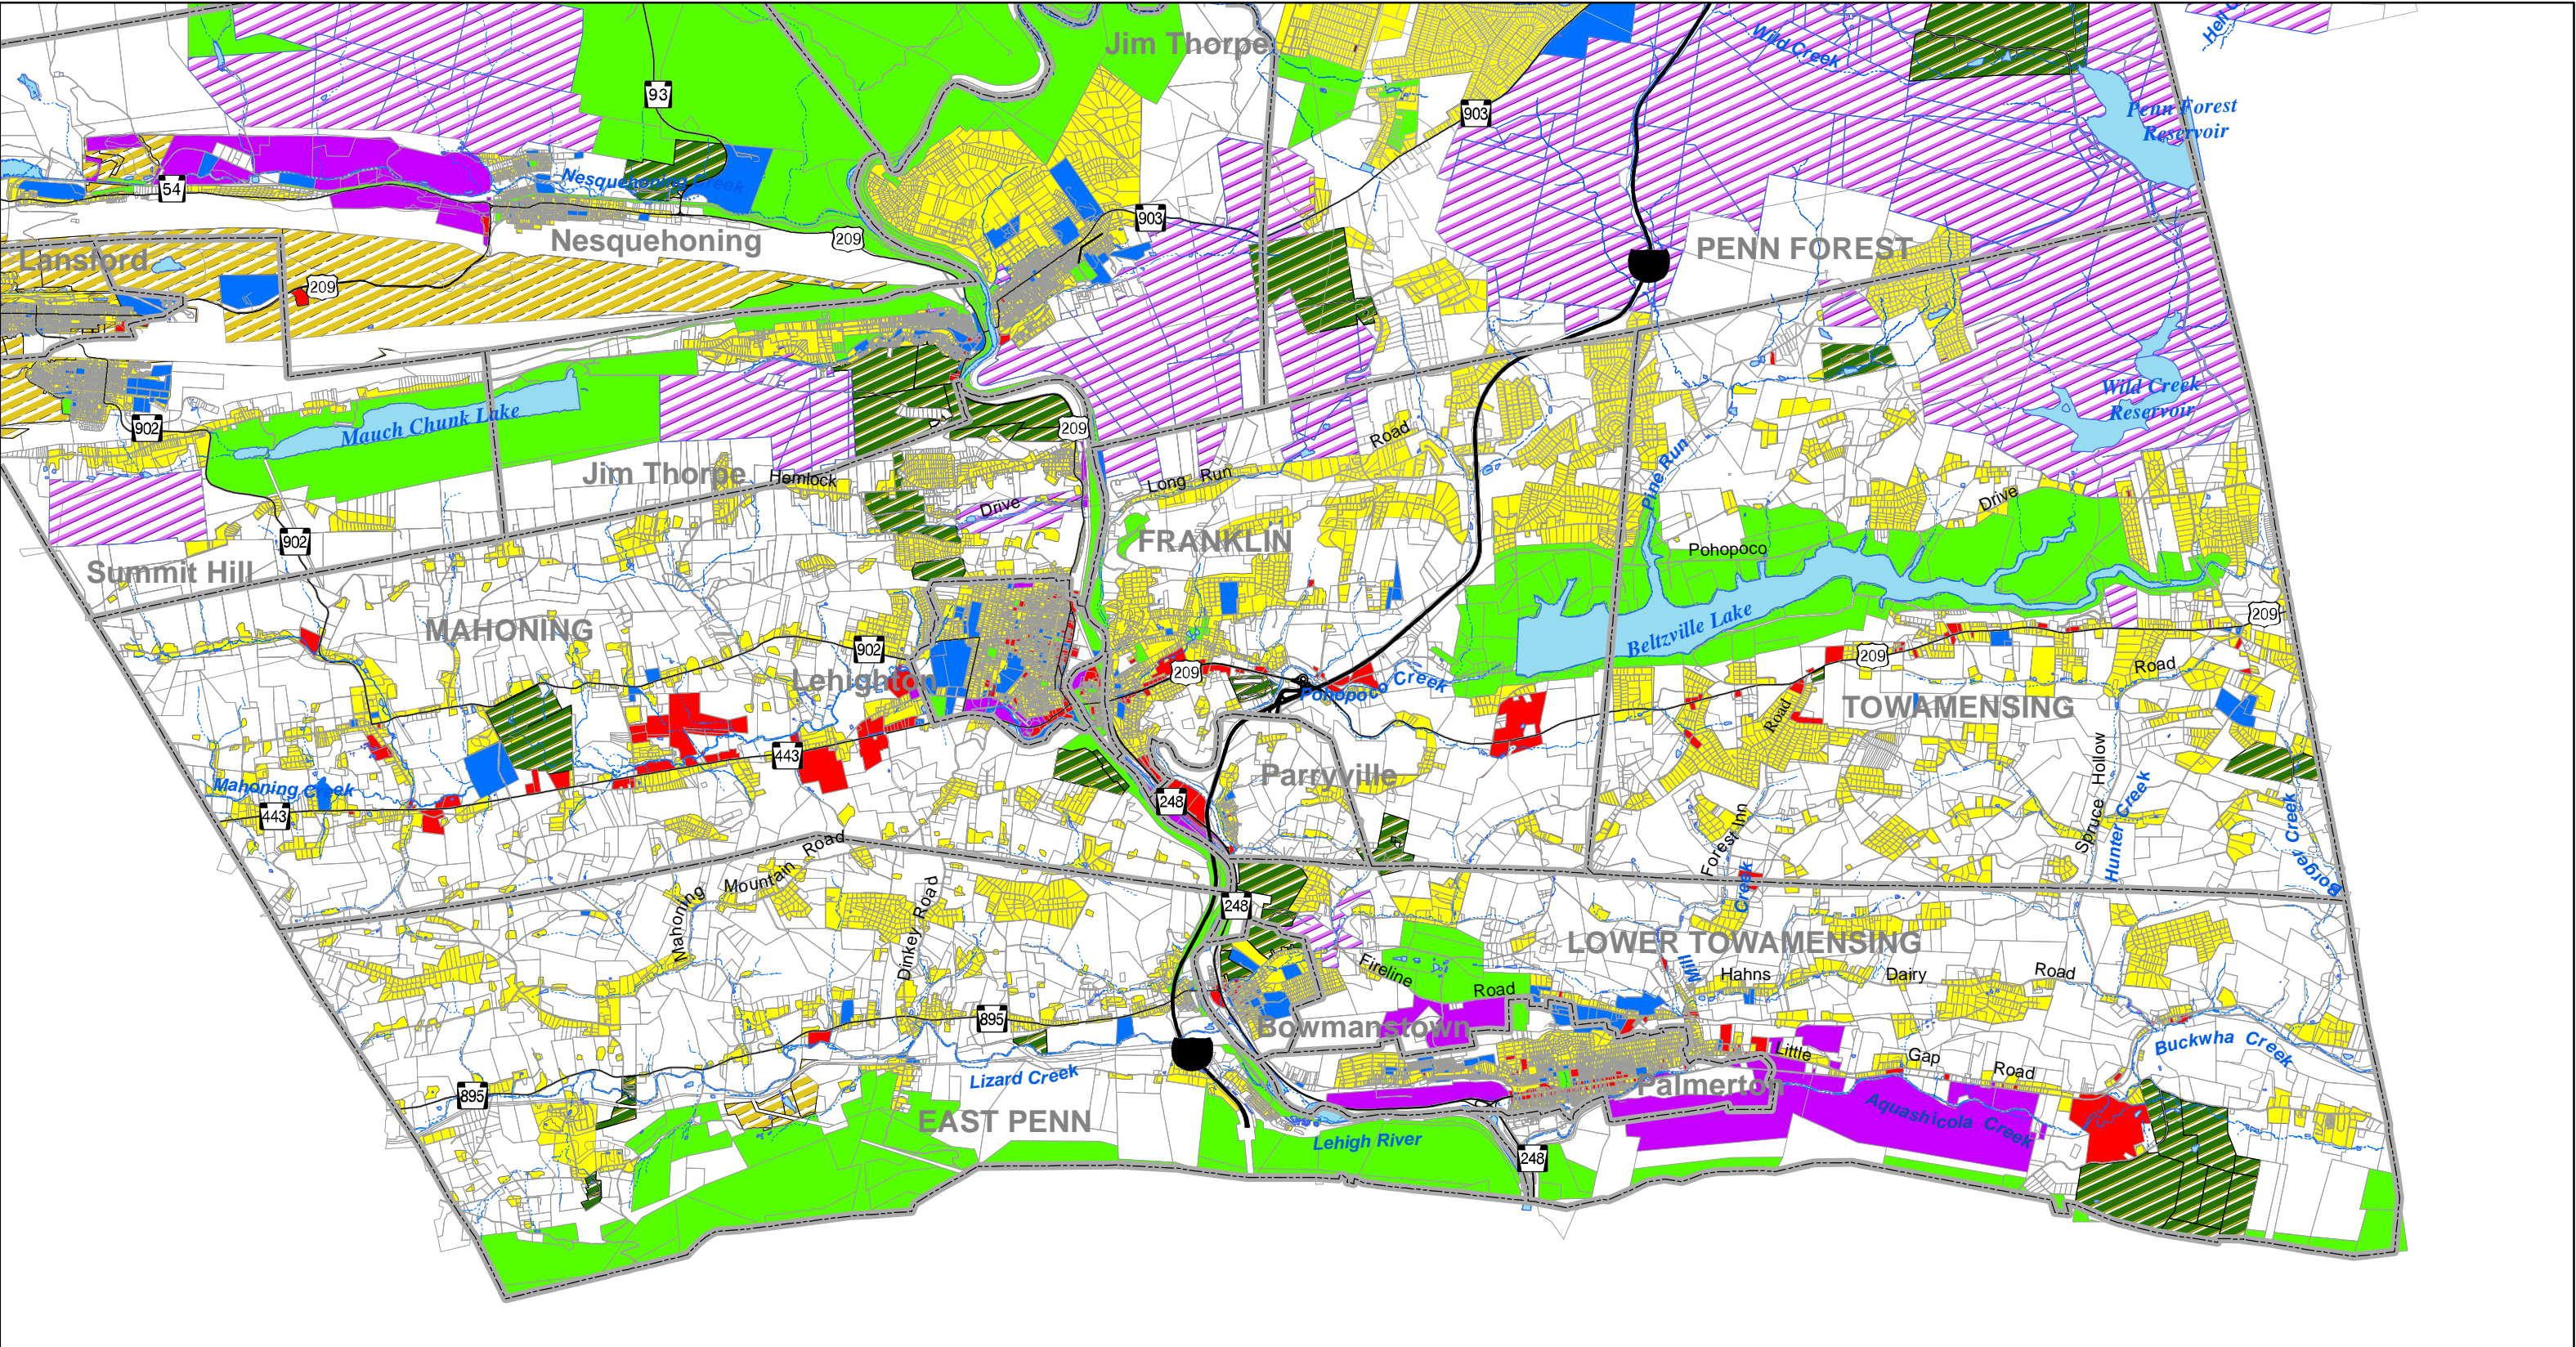 Jim Thorpe
Wild Creek
93
903
Penn Forest
Reservoir
54
Nesquehoning Creek
903
Nesquehoning
209
PENN FOREST
Lansford
209
Wild Creek
Reservoir
Mauch Chunk Lake
902
209
Road
Jim Thorpe
Hemlock
Long Run
Pine Run
Drive
Drive
902
FRANKLIN
Pohopoco
Summit Hill
MAHONING
Beltzville Lake
209
902
Lehighton
209
209
Pohopoco Creek
Road
TOWAMENSING
Road
443
Parryville
Mahoning Creek
443
248
Spruce Hollow
Hunter Creek
Borger Creek
Forest Inn
Creek
Mahoning
Mountain
Road
Dinkey Road
248
LOWER TOWAMENSING
Mill
Fireline
Road
Hahns
Dairy
Road
895
Bowmanstown
Little
Gap
Road
Buckwha Creek
Lizard Creek
895
Palmerton
EAST PENN
Aquashicola Creek
Lehigh River
248